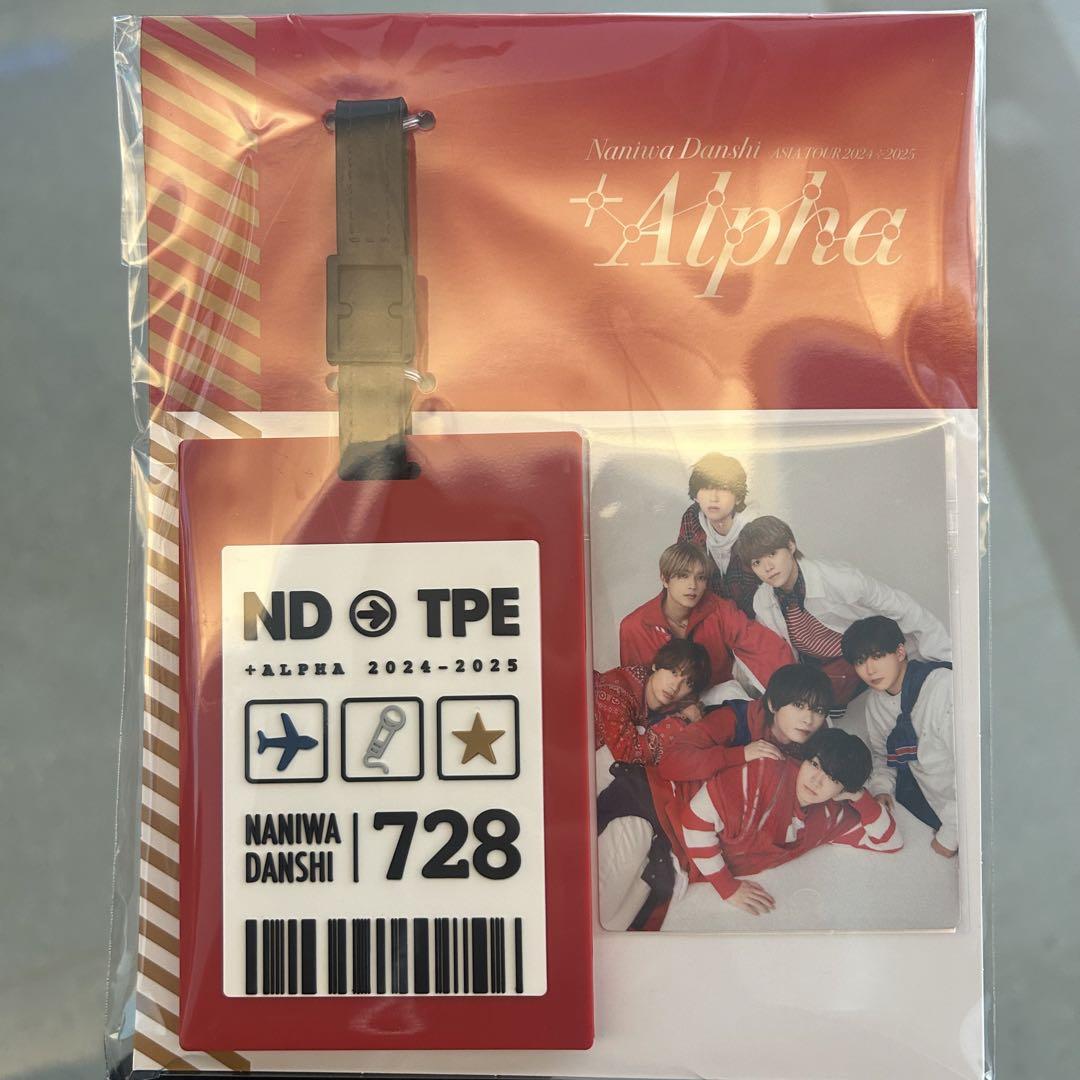 Naniwa Danshi ASIA TOUR 2024+2025
+Alpha
ND TPE
+ALPHA 2024-2025
NANIWA
DANSHI
728